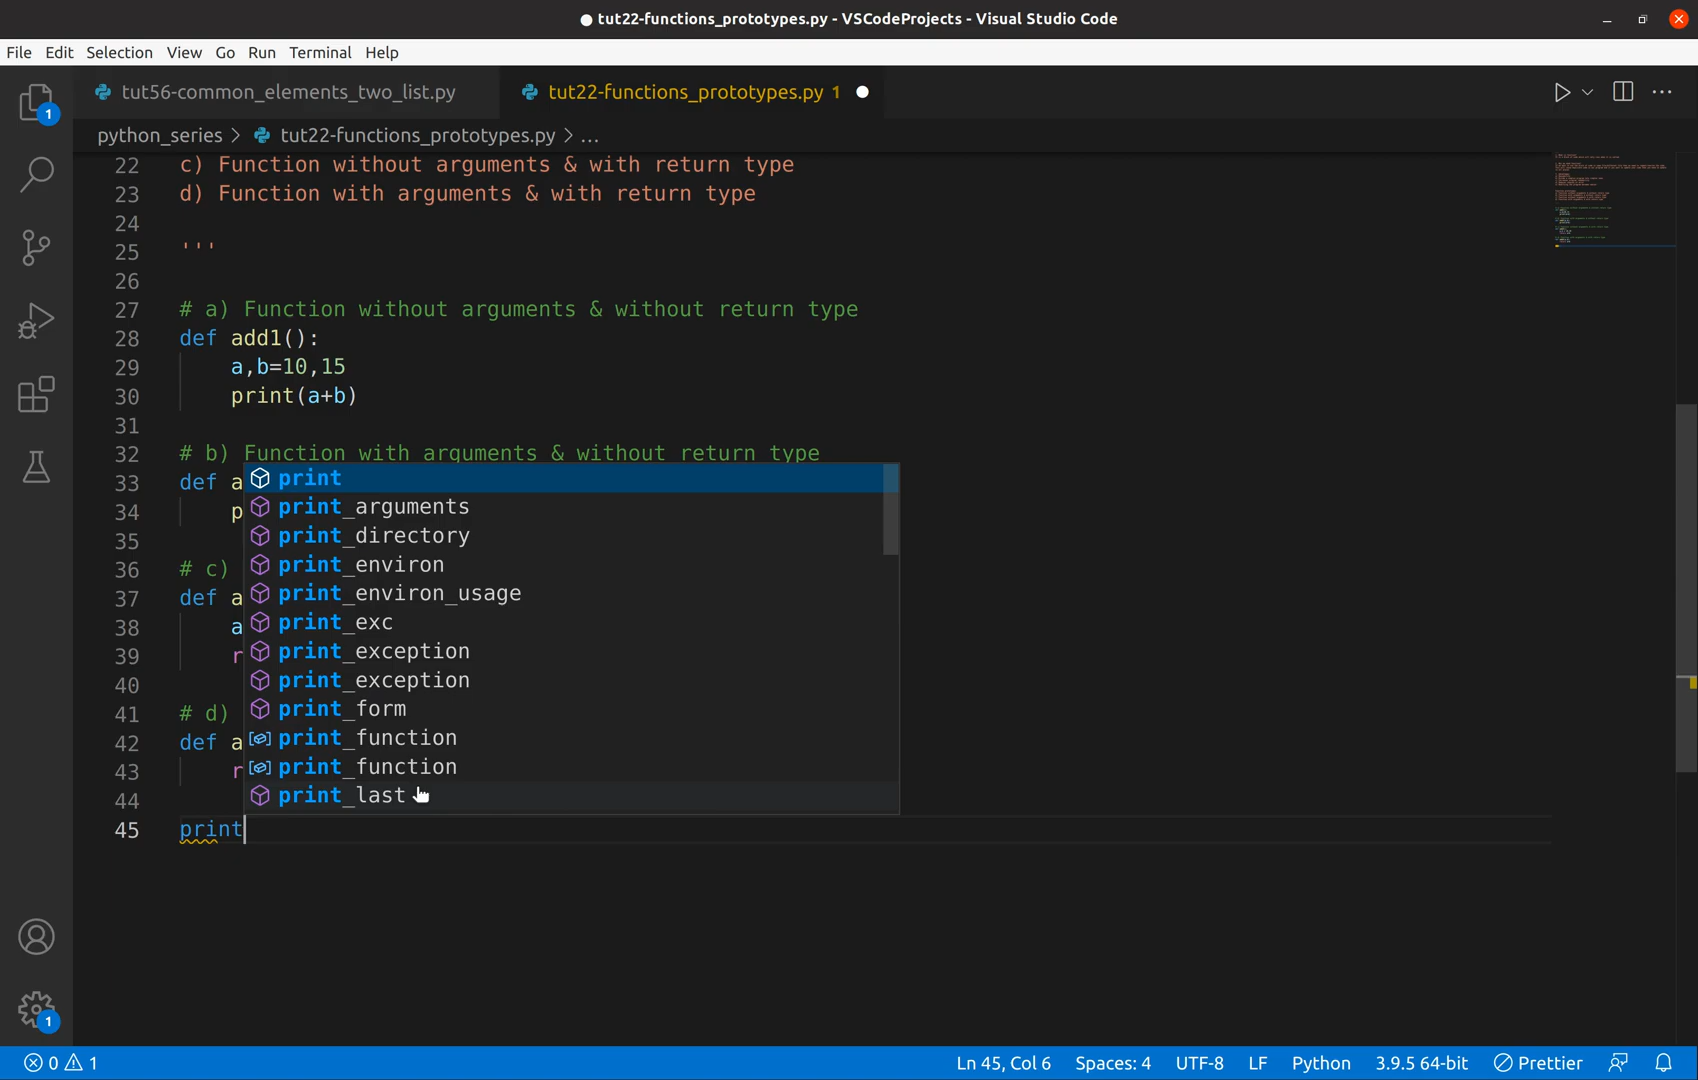 tut22-functions_prototypes.py - VSCodeProjects - Visual Studio Code
File Edit Selection View Go Run Terminal Help
tut56-common_elements_two_list.py
tut22-functions_prototypes.py 1
1
python_series > tut22-functions_prototypes.py > ...
22 c) Function without arguments & with return type
23 d) Function with arguments & with return type
24
25 '''
26
27 # a) Function without arguments & without return type
28 def add1():
29 a,b=10,15
30 print(a+b)
31
32 # b) Function with arguments & without return type
33 def a
34 p
35
36 # c)
37 def a
38 a
39 r
40
41 # d)
42 def a
43 r
44
45 print
print
print_arguments
print_directory
print_environ
print_environ_usage
print_exc
print_exception
print_exception
print_form
print_function
print_function
print_last
1
0 1 Ln 45, Col 6 Spaces: 4 UTF-8 LF Python 3.9.5 64-bit Prettier